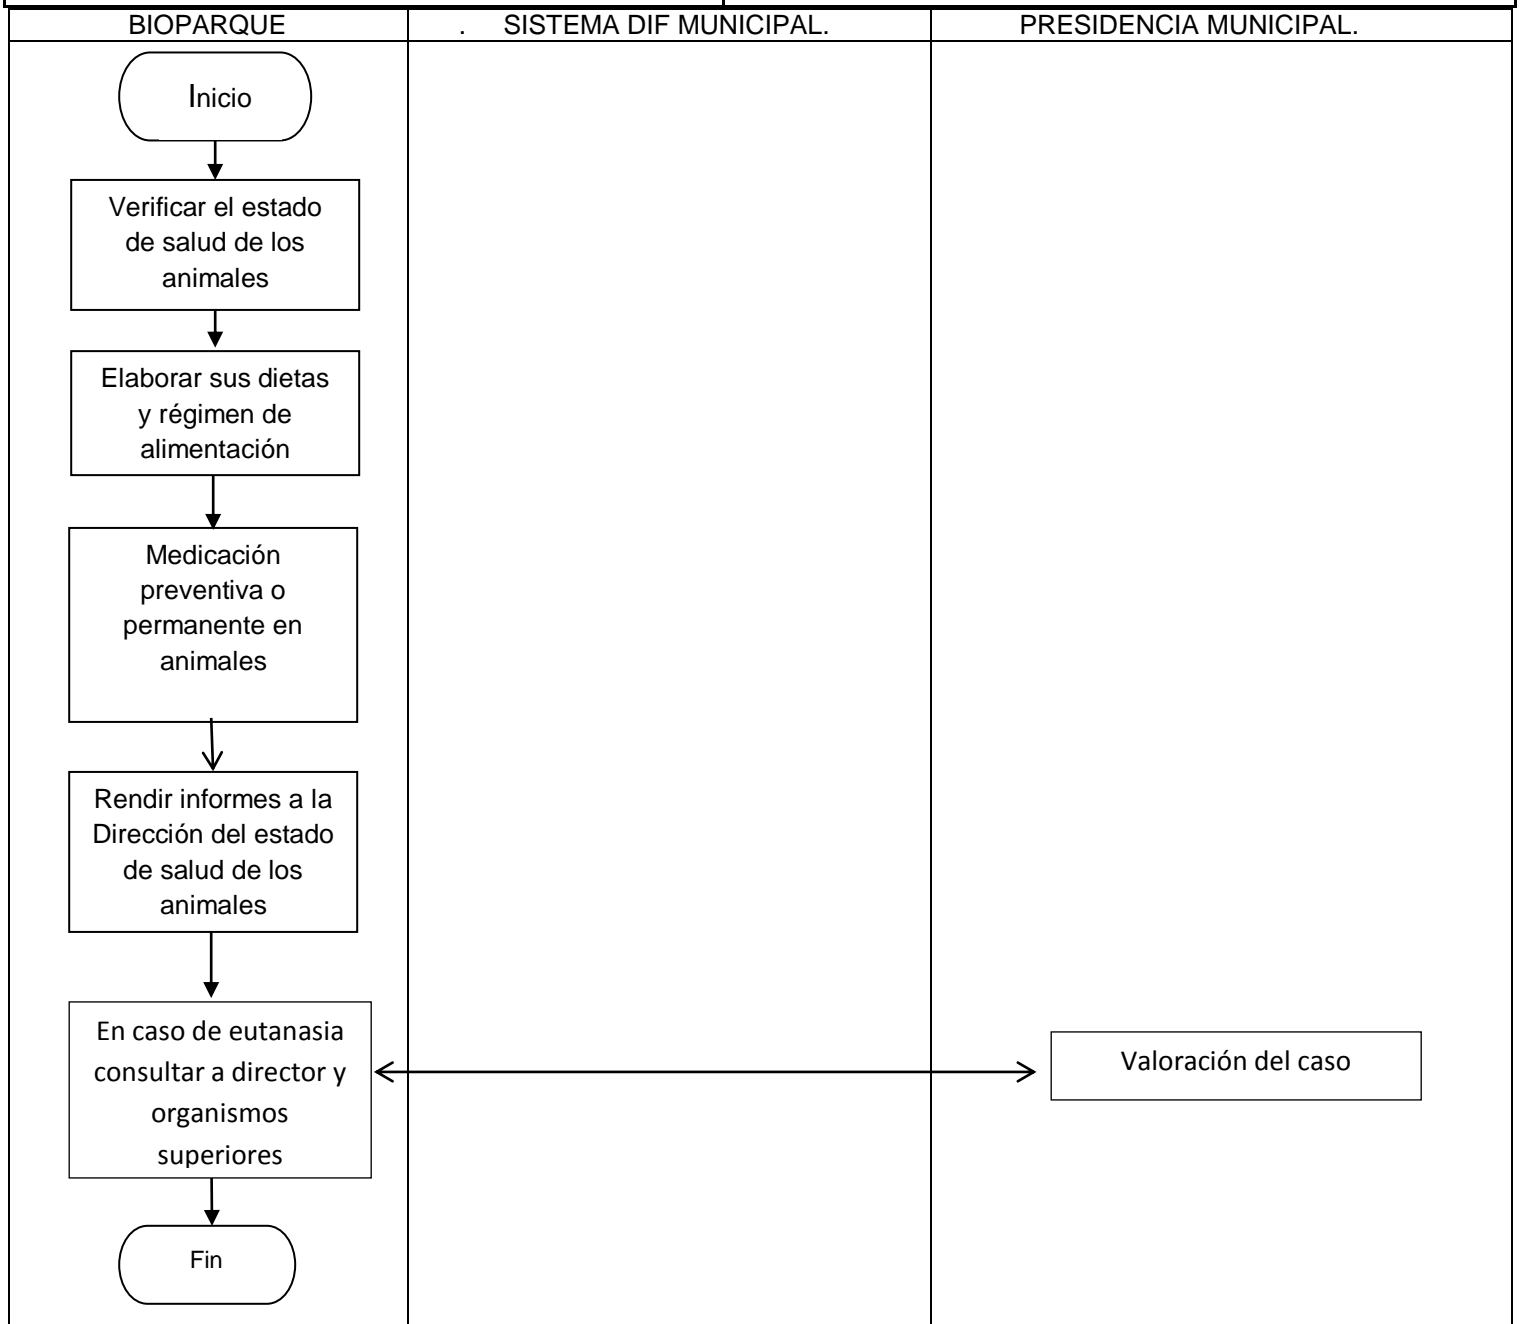 BIOPARQUE
. SISTEMA DIF MUNICIPAL.
PRESIDENCIA MUNICIPAL.
Inicio
Verificar el estado
de salud de los
animales
Elaborar sus dietas
y régimen de
alimentación
Medicación
preventiva o
permanente en
animales
Rendir informes a la
Dirección del estado
de salud de los
animales
En caso de eutanasia
consultar a director y
organismos
superiores
Valoración del caso
Fin